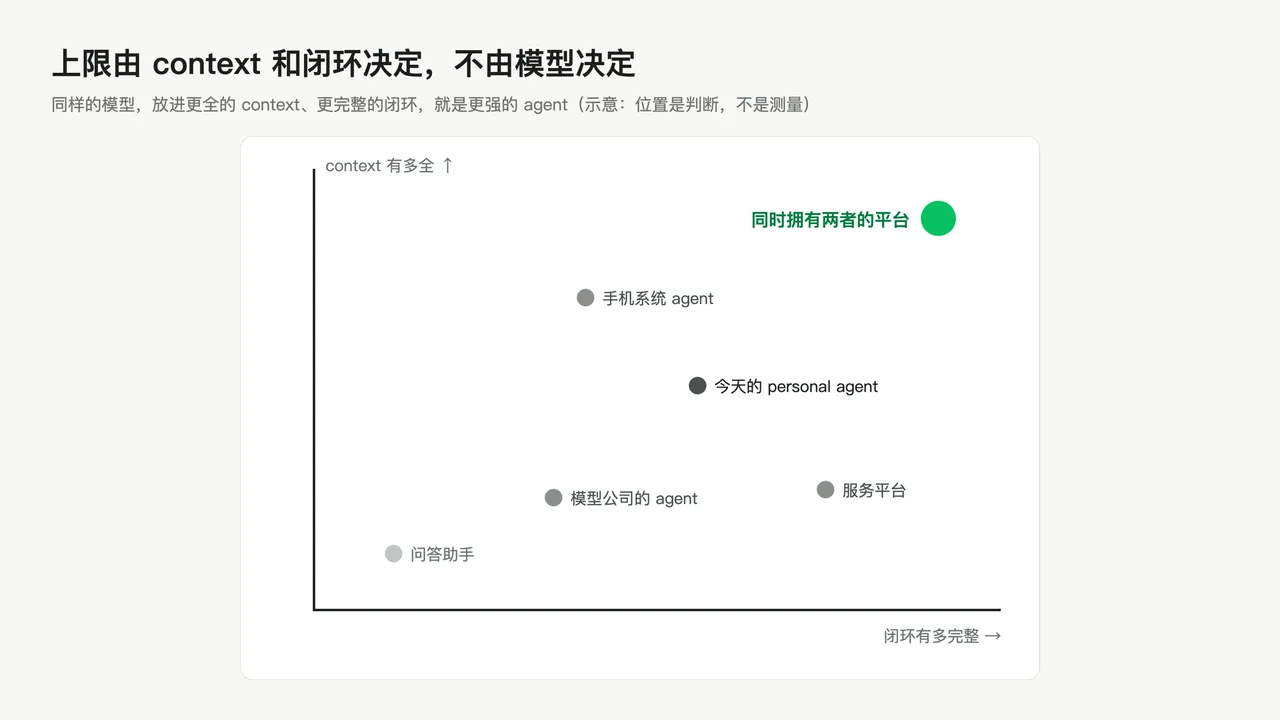 上限由 context 和闭环决定，不由模型决定
同样的模型，放进更全的 context、更完整的闭环，就是更强的 agent（示意：位置是判断，不是测量）
context 有多全 ↑
同时拥有两者的平台
手机系统 agent
今天的 personal agent
服务平台
模型公司的 agent
问答助手
闭环有多完整 →